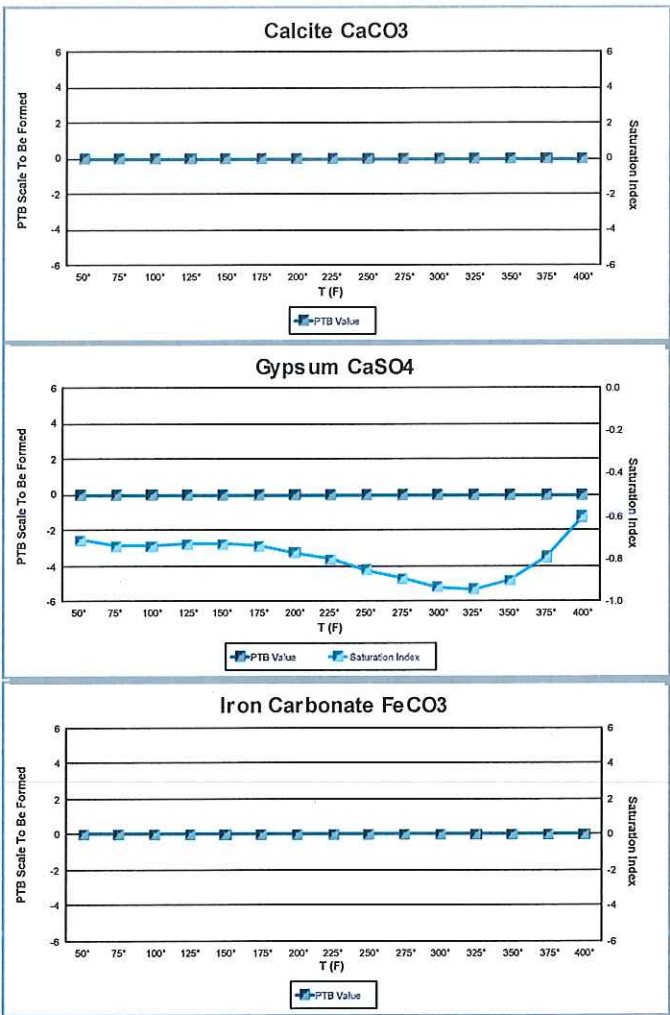 Calcite CaCO3
PTB Scale To Be Formed
6
4
2
0
-2
-4
-6
6
4
2
0
-2
-4
-6
Saturation Index
50° 75° 100° 125° 150° 175° 200° 225° 250° 275° 300° 325° 350° 375° 400°
T (F)
PTB Value
Gypsum CaSO4
PTB Scale To Be Formed
6
4
2
0
-2
-4
-6
0.0
-0.2
-0.4
-0.6
-0.8
-1.0
Saturation Index
50° 75° 100° 125° 150° 175° 200° 225° 250° 275° 300° 325° 350° 375° 400°
PTB Value Saturation Index
Iron Carbonate FeCO3
PTB Scale To Be Formed
6
4
2
0
-2
-4
-6
6
4
2
0
-2
-4
-6
Saturation Index
50° 75° 100° 125° 150° 175° 200° 225° 250° 275° 300° 325° 350° 375° 400°
T (F)
PTB Value